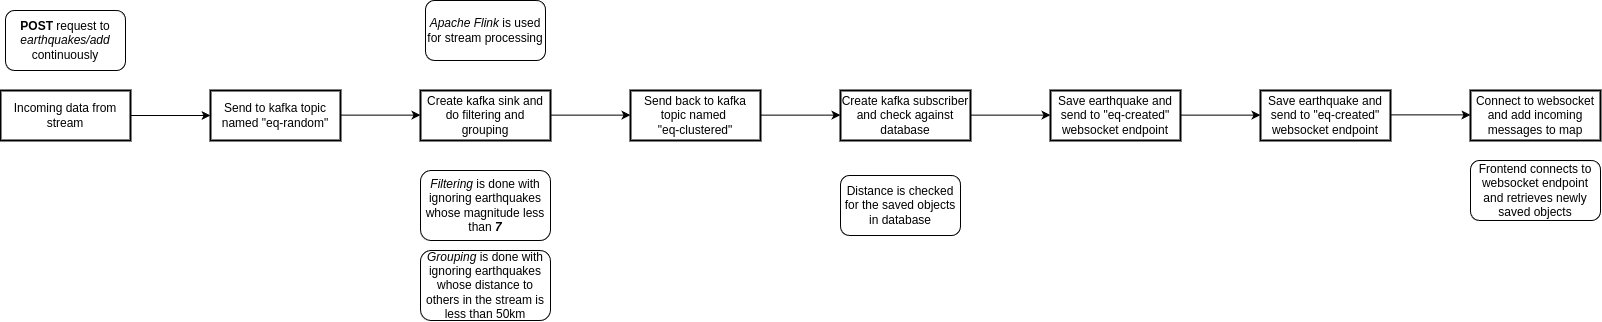 POST request to
earthquakes/add
continuously
Apache Flink is used
for stream processing
Incoming data from
stream
Send to kafka topic
named "eq-random"
Create kafka sink and
do filtering and
grouping
Send back to kafka
topic named
"eq-clustered"
Create kafka subscriber
and check against
database
Save earthquake and
send to "eq-created"
websocket endpoint
Save earthquake and
send to "eq-created"
websocket endpoint
Connect to websocket
and add incoming
messages to map
Filtering is done with
ignoring earthquakes
whose magnitude less
than 7
Distance is checked
for the saved objects
in database
Frontend connects to
websocket endpoint
and retrieves newly
saved objects
Grouping is done with
ignoring earthquakes
whose distance to
others in the stream is
less than 50km